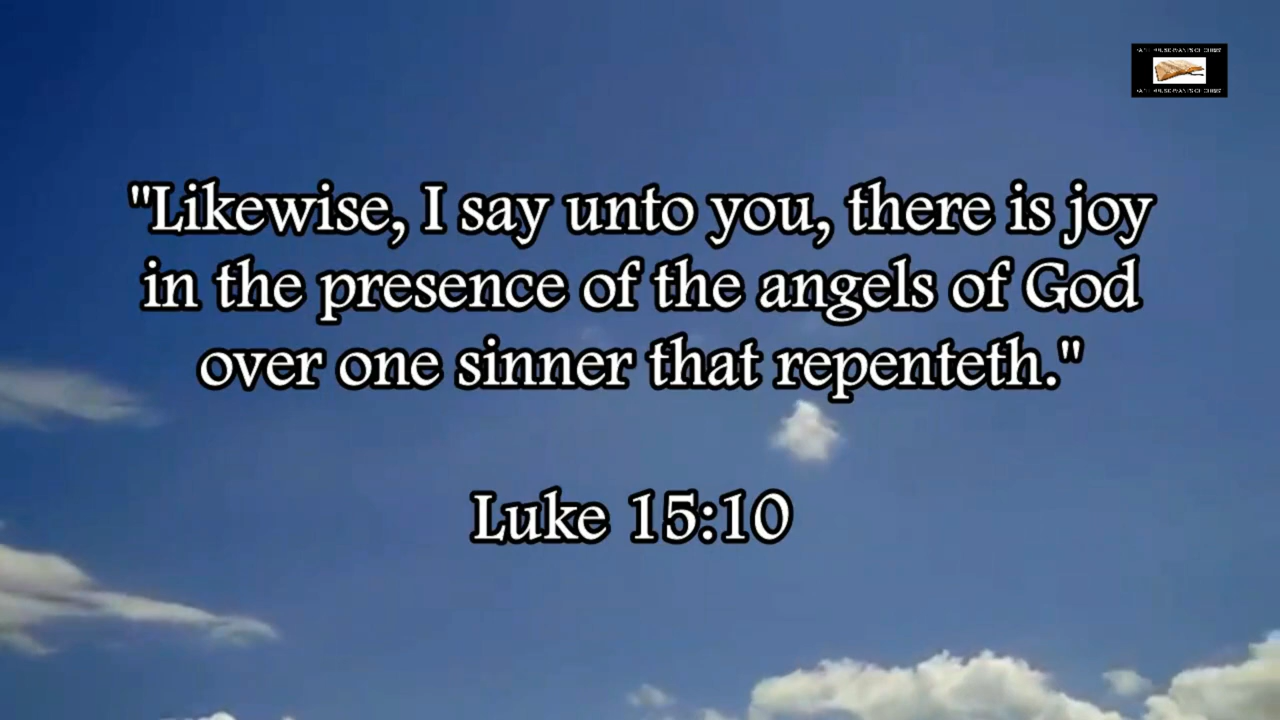 "Likewise, I say unto you, there is joy
in the presence of the angels of God
over one sinner that repenteth."
Luke 15:10